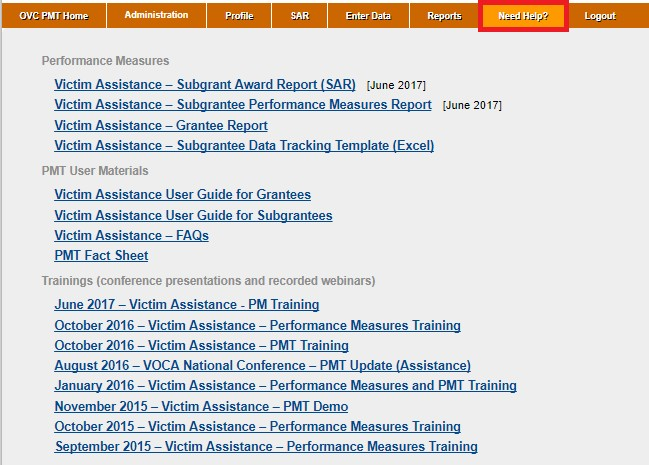 OVC PMT Home Administration Profile SAR Enter Data Reports Need Help? Logout
Performance Measures
Victim Assistance – Subgrant Award Report (SAR) [June 2017]
Victim Assistance – Subgrantee Performance Measures Report [June 2017]
Victim Assistance – Grantee Report
Victim Assistance – Subgrantee Data Tracking Template (Excel)
PMT User Materials
Victim Assistance User Guide for Grantees
Victim Assistance User Guide for Subgrantees
Victim Assistance – FAQs
PMT Fact Sheet
Trainings (conference presentations and recorded webinars)
June 2017 – Victim Assistance - PM Training
October 2016 – Victim Assistance – Performance Measures Training
October 2016 – Victim Assistance – PMT Training
August 2016 – VOCA National Conference – PMT Update (Assistance)
January 2016 – Victim Assistance – Performance Measures and PMT Training
November 2015 – Victim Assistance – PMT Demo
October 2015 – Victim Assistance – Performance Measures Training
September 2015 – Victim Assistance – Performance Measures Training